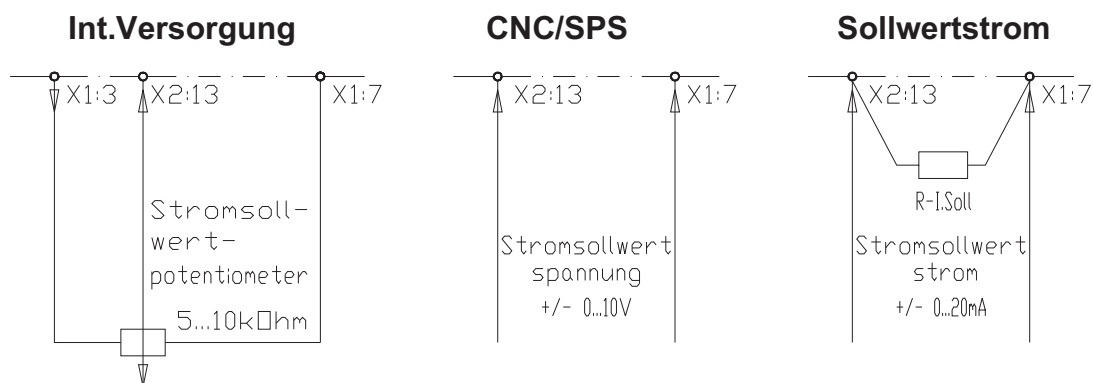 Int.Versorgung
X1:3
X2:13
X1:7
Stromsoll-
wert-
potentiometer
5...10kOhm
CNC/SPS
X2:13
X1:7
Stromsollwert
spannung
+/- 0...10V
Sollwertstrom
X2:13
X1:7
R-I.Soll
Stromsollwert
strom
+/- 0...20mA